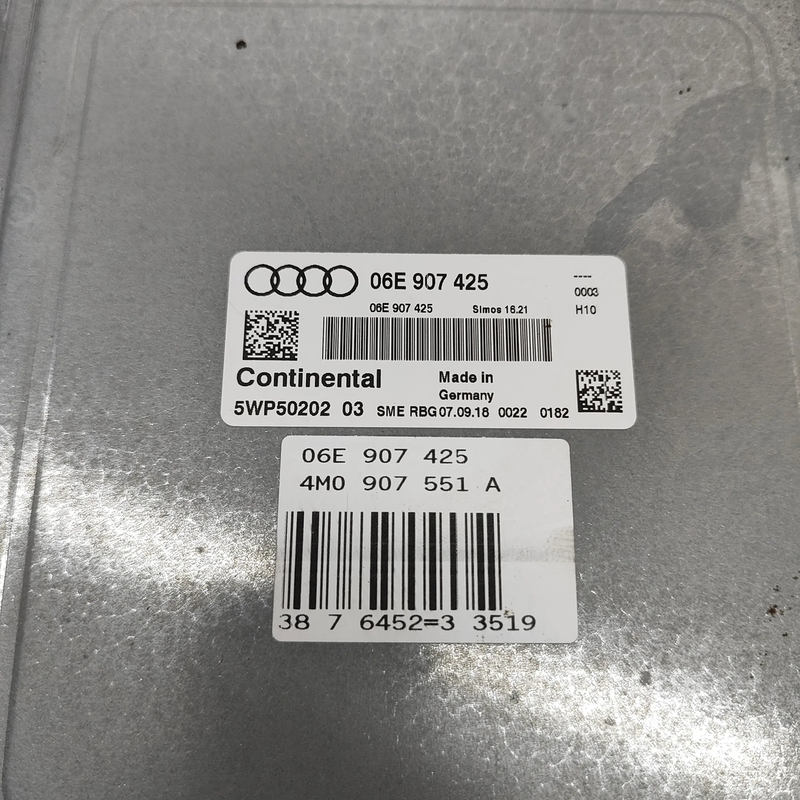 06E 907 425
----
0003
06E 907 425 Simos 16.21
H10
Continental
Made in
Germany
5WP50202 03 SME RBG 07.09.18 0022 0182
06E 907 425
4M0 907 551 A
38 7 6452=3 3519